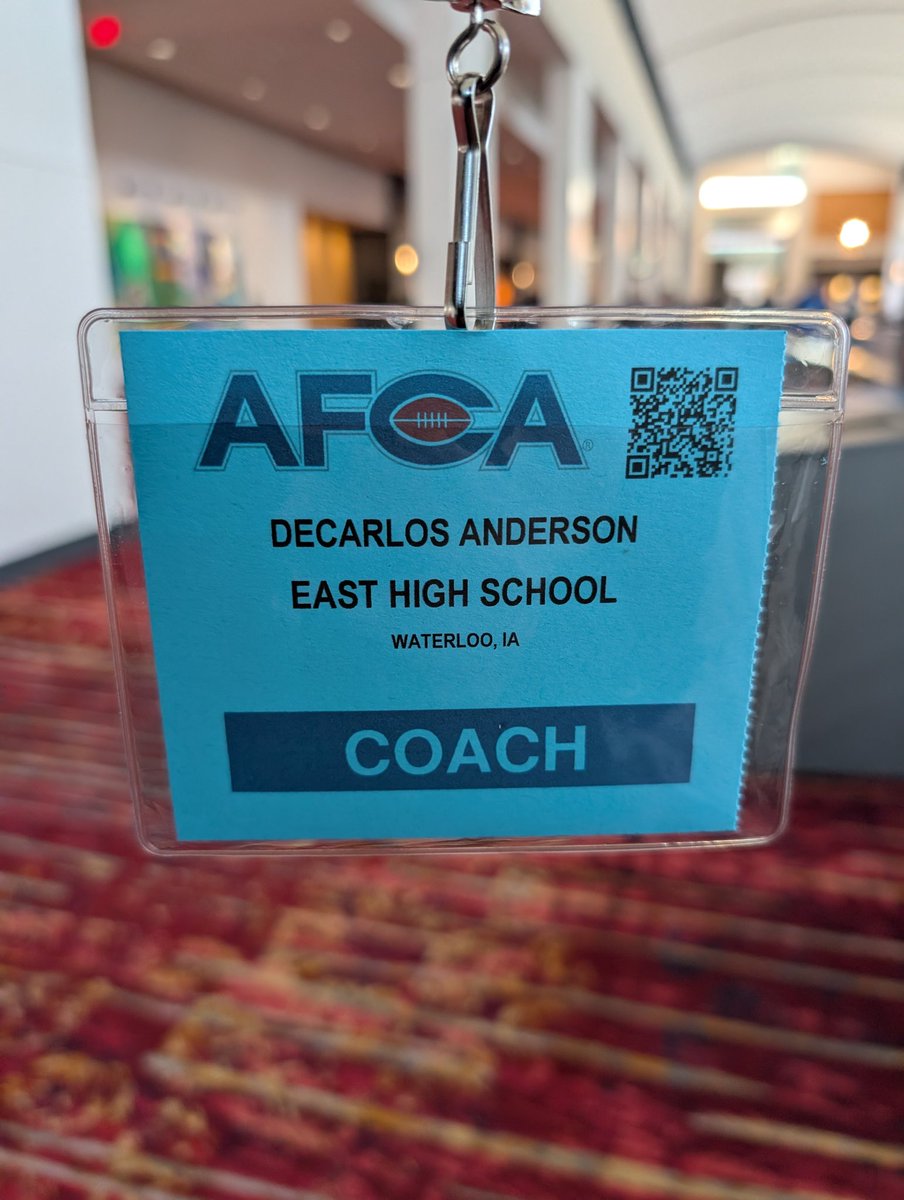 AFCA®
DECARLOS ANDERSON
EAST HIGH SCHOOL
WATERLOO, IA
COACH